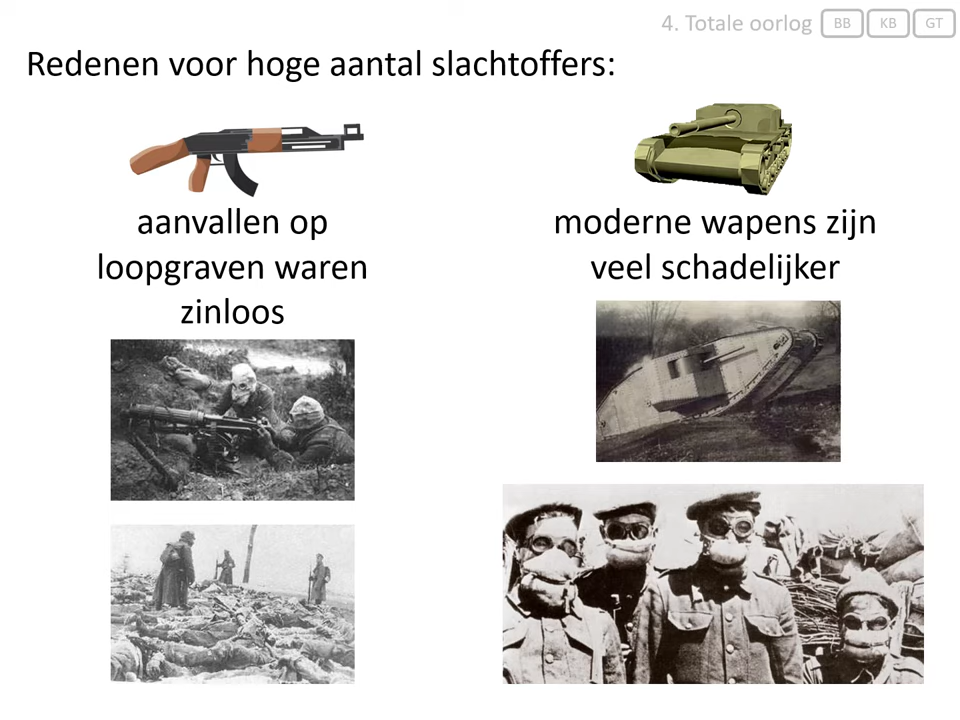 4. Totale oorlog BB KB GT
Redenen voor hoge aantal slachtoffers:
aanvallen op
loopgraven waren
zinloos
moderne wapens zijn
veel schadelijker